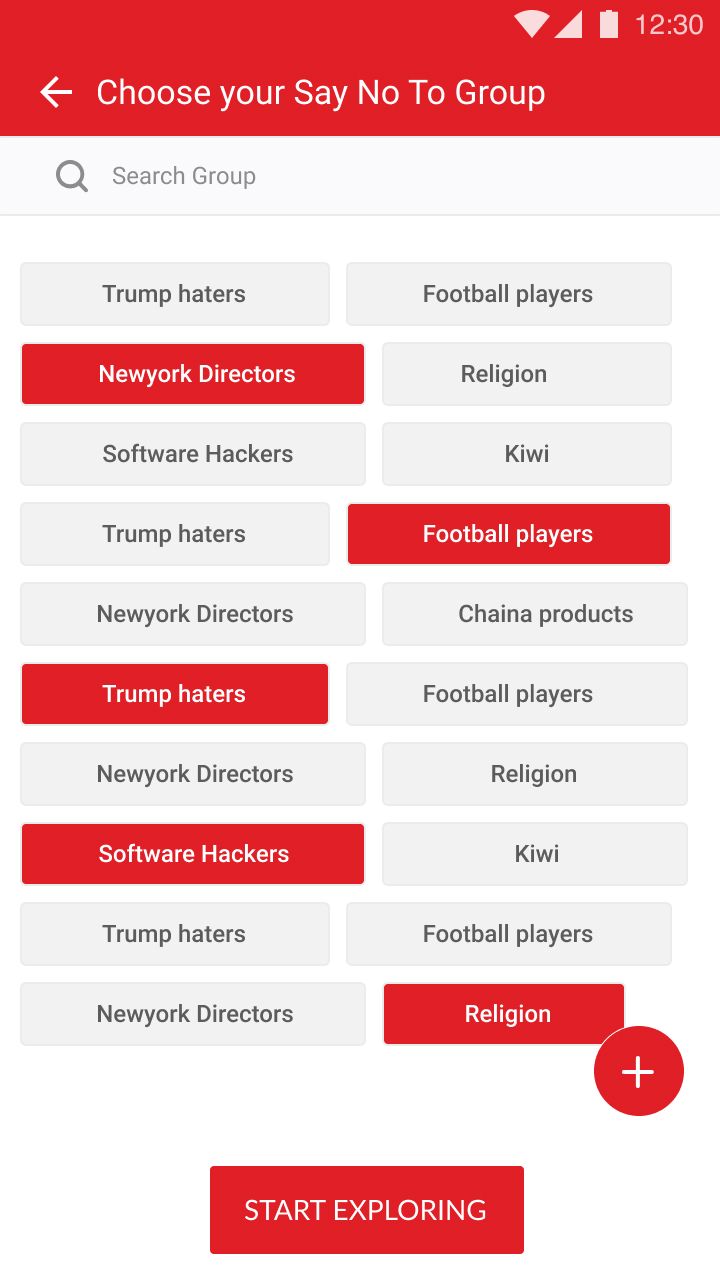 12:30
Choose your Say No To Group
Search Group
Trump haters
Football players
Newyork Directors
Religion
Software Hackers
Kiwi
Trump haters
Football players
Newyork Directors
Chaina products
Trump haters
Football players
Newyork Directors
Religion
Software Hackers
Kiwi
Trump haters
Football players
Newyork Directors
Religion
START EXPLORING